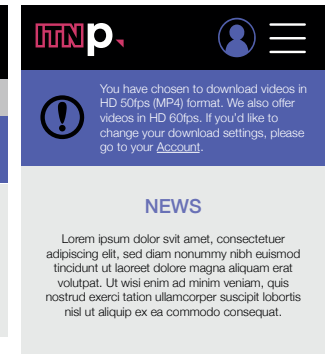 ITNP.
You have chosen to download videos in
HD 50fps (MP4) format. We also offer
videos in HD 60fps. If you'd like to
change your download settings, please
go to your Account.
NEWS
Lorem ipsum dolor svit amet, consectetuer
adipiscing elit, sed diam nonummy nibh euismod
tincidunt ut laoreet dolore magna aliquam erat
volutpat. Ut wisi enim ad minim veniam, quis
nostrud exerci tation ullamcorper suscipit lobortis
nisl ut aliquip ex ea commodo consequat.